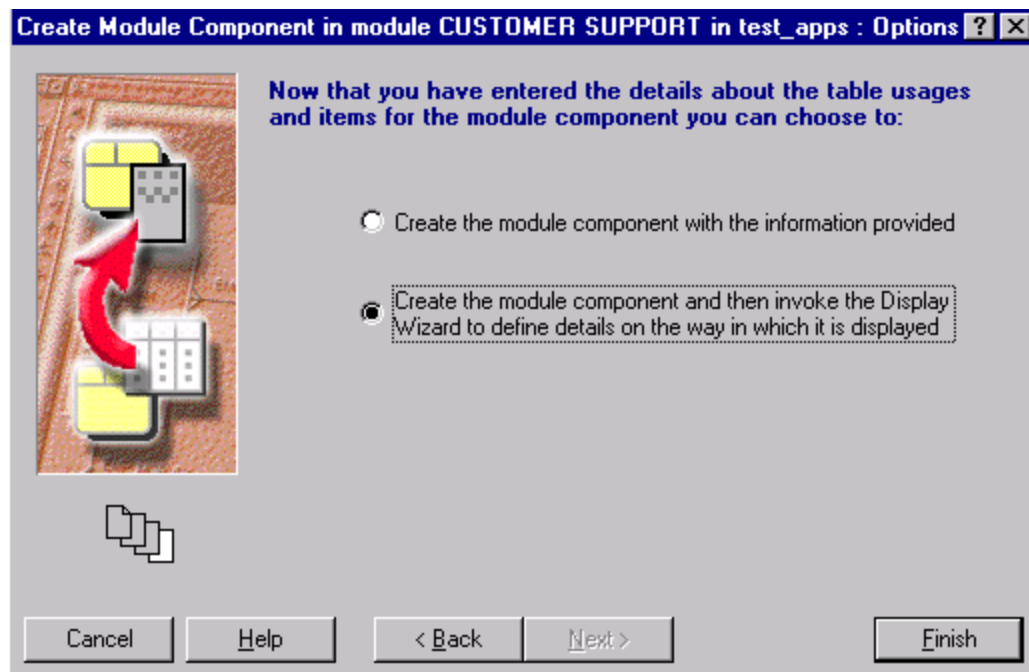 Create Module Component in module CUSTOMER SUPPORT in test_apps : Options
Now that you have entered the details about the table usages
and items for the module component you can choose to:
Create the module component with the information provided
Create the module component and then invoke the Display
Wizard to define details on the way in which it is displayed
Cancel Help < Back Next > Finish